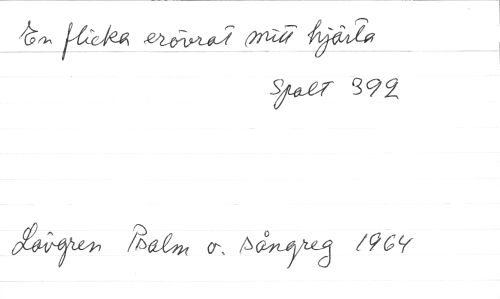 En flicka erövrat mitt hjärta
Spalt 392
Lövgren Psalm o. sångreg 1964